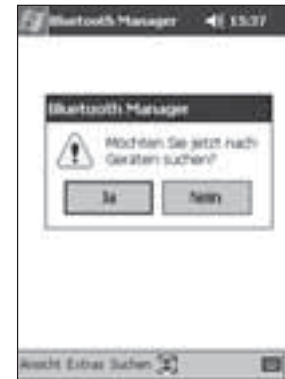 Bluetooth Manager 15:37
Bluetooth Manager
Möchten Sie jetzt nach
Geräten suchen?
Ja Nein
Ansicht Extras Suchen